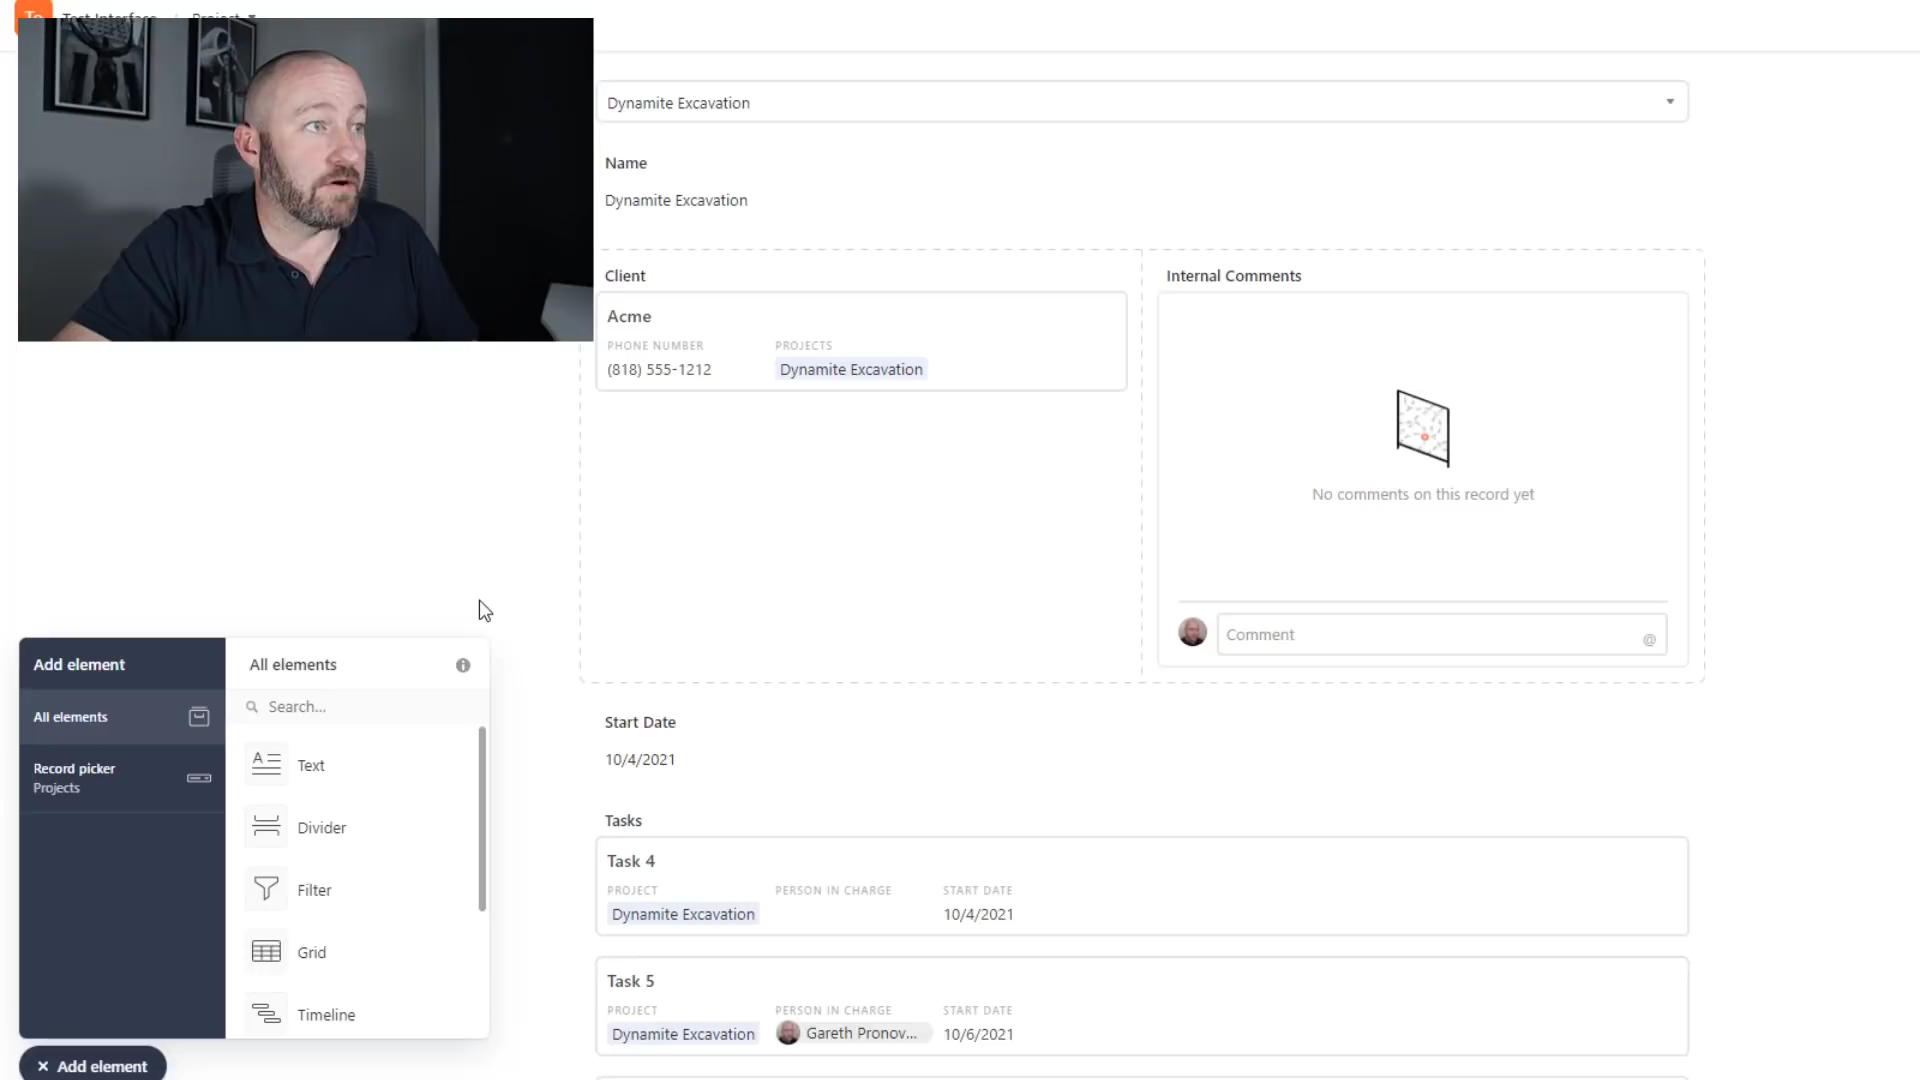 Test Interface / Project
Dynamite Excavation
Name
Dynamite Excavation
Client
Acme
PHONE NUMBER PROJECTS
(818) 555-1212 Dynamite Excavation
Internal Comments
No comments on this record yet
Comment @
Start Date
10/4/2021
Tasks
Task 4
PROJECT PERSON IN CHARGE START DATE
Dynamite Excavation 10/4/2021
Task 5
PROJECT PERSON IN CHARGE START DATE
Dynamite Excavation Gareth Pronov... 10/6/2021
Add element
All elements
Record picker
Projects
All elements
Search...
Text
Divider
Filter
Grid
Timeline
× Add element